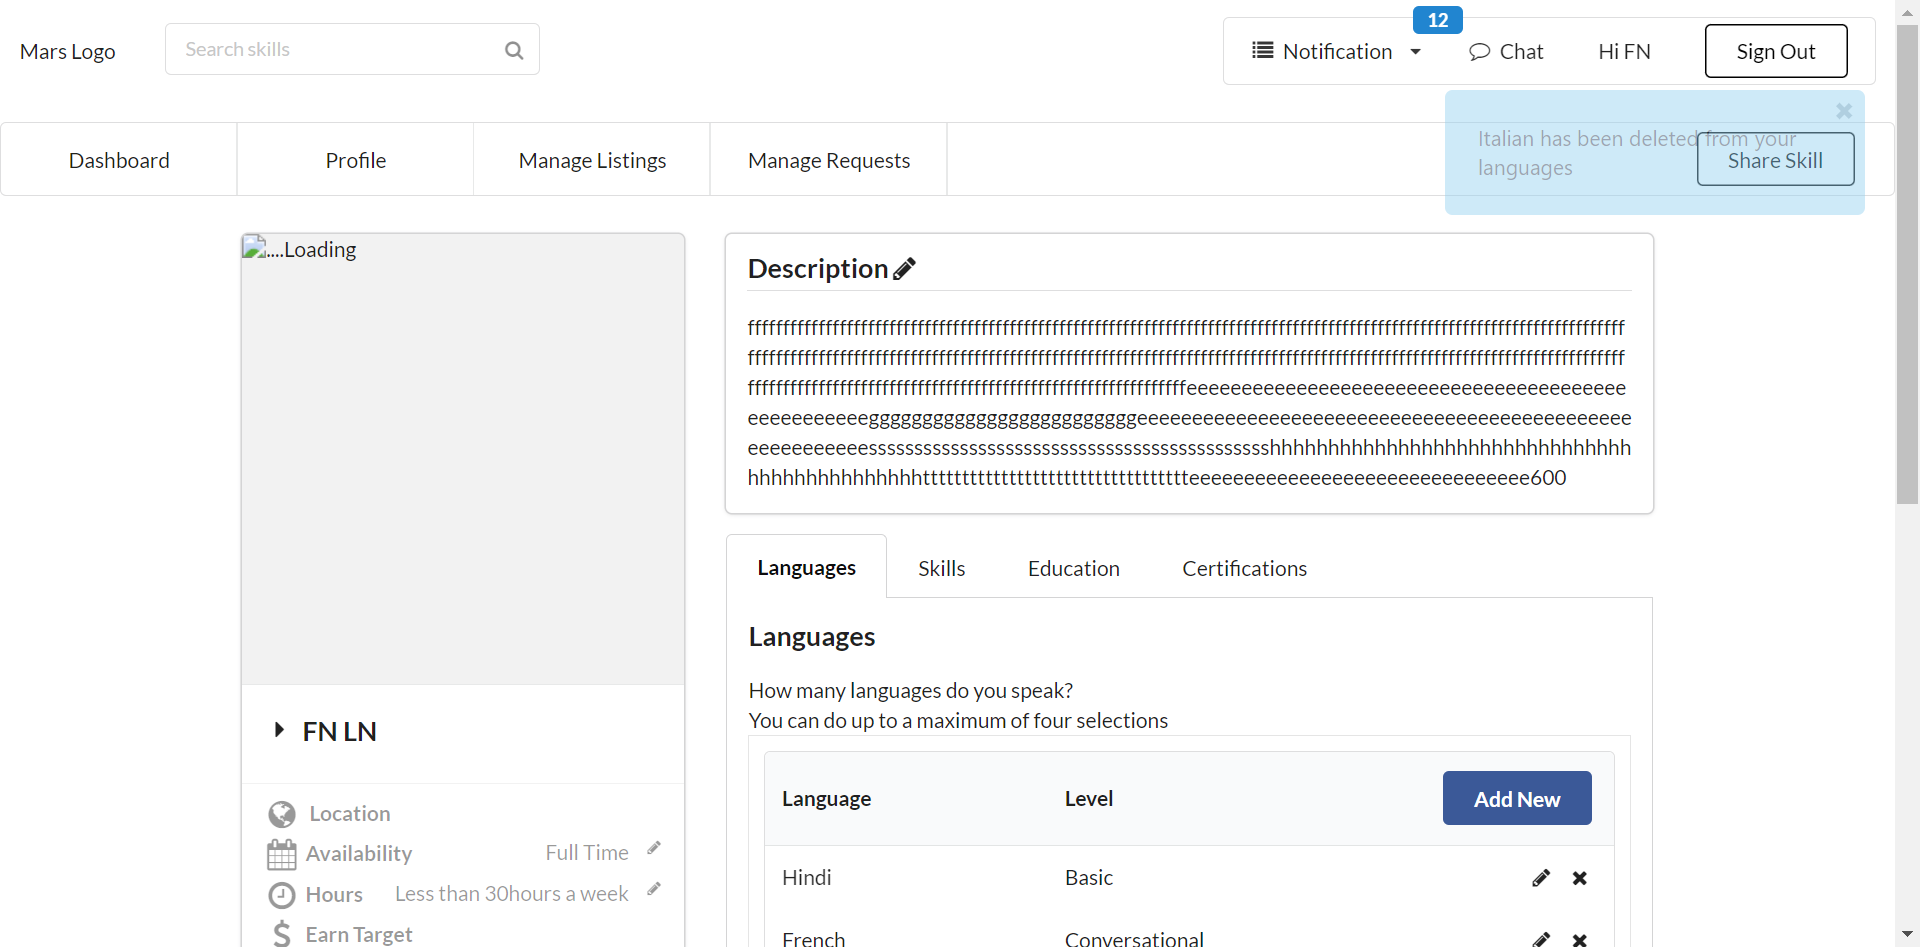 Mars Logo
Search skills
Notification
12
Chat
Hi FN
Sign Out
Dashboard
Profile
Manage Listings
Manage Requests
Italian has been deleted from your
languages
Share Skill
....Loading
FN LN
Location
Availability
Full Time
Hours
Less than 30hours a week
Earn Target
Description
600
Languages
Skills
Education
Certifications
Languages
How many languages do you speak?
You can do up to a maximum of four selections
Language
Level
Add New
Hindi
Basic
French
Conversational